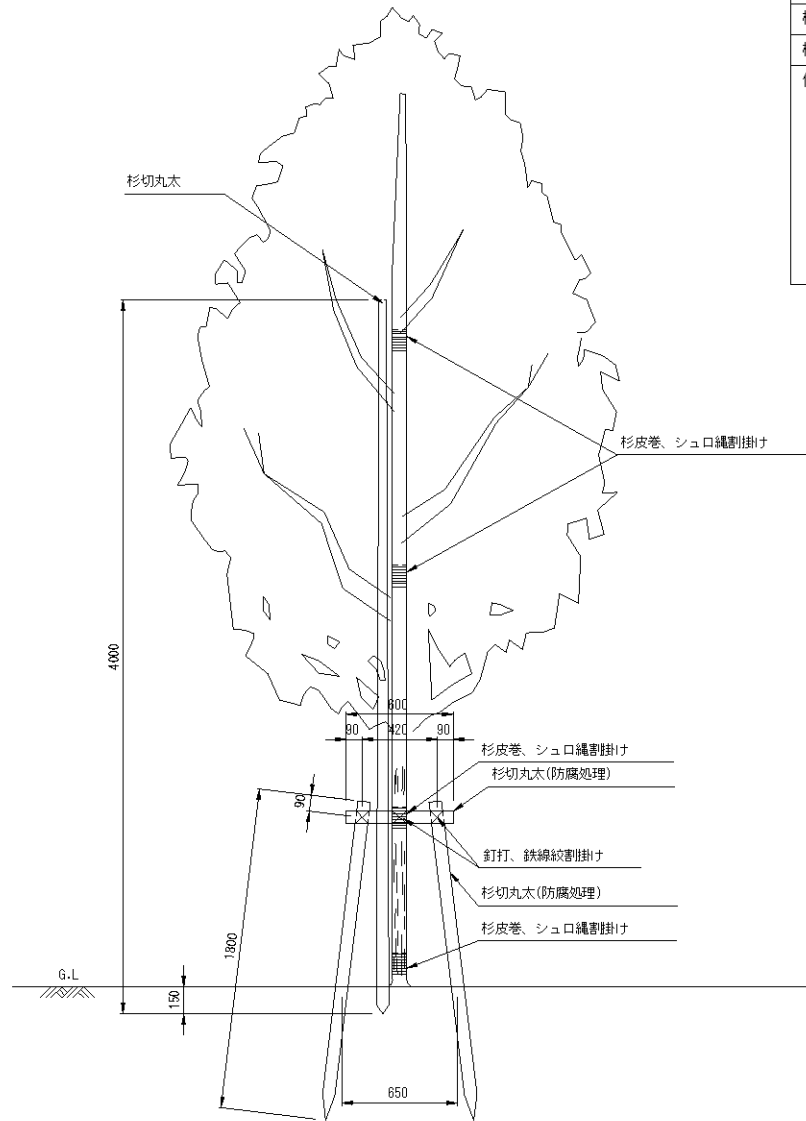 杉切丸太
杉皮巻、シュロ縄割掛け
4000
600
90
420
90
杉皮巻、シュロ縄割掛け
杉切丸太(防腐処理)
90
釘打、鉄線絞割掛け
杉切丸太(防腐処理)
杉皮巻、シュロ縄割掛け
1800
G.L
150
650